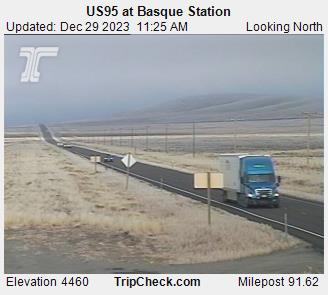 US95 at Basque Station
Updated: Dec 29 2023 11:25 AM Looking North
Elevation 4460 TripCheck.com Milepost 91.62